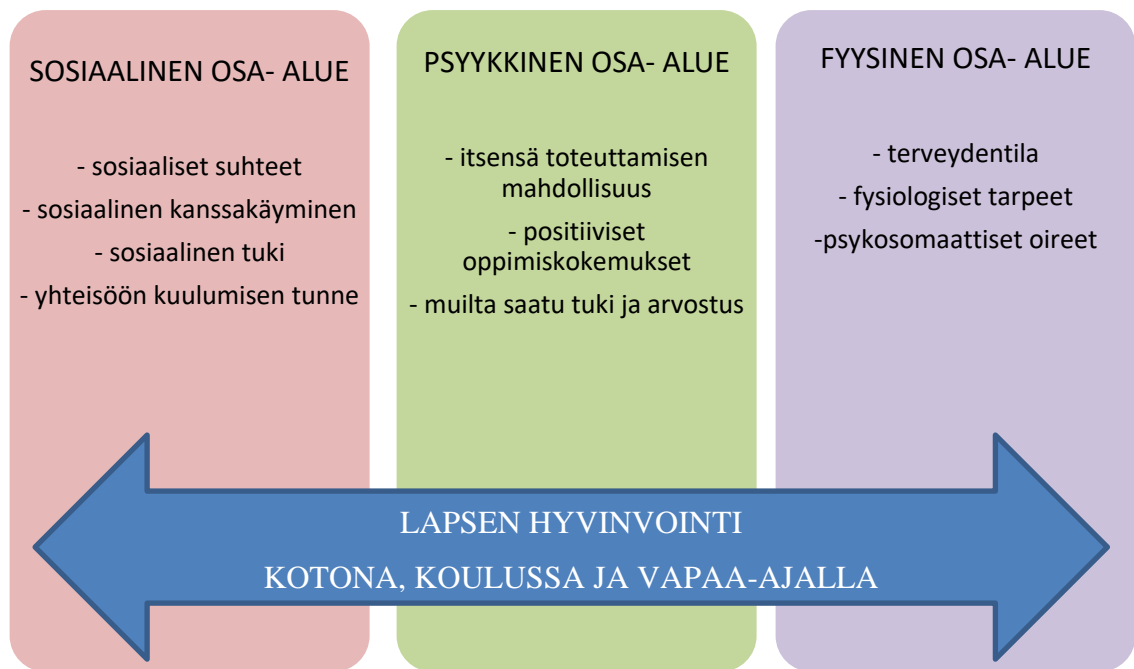 SOSIAALINEN OSA- ALUE
- sosiaaliset suhteet
- sosiaalinen kanssakäyminen
- sosiaalinen tuki
- yhteisöön kuulumisen tunne
PSYYKKINEN OSA- ALUE
- itsensä toteuttamisen
mahdollisuus
- positiiviset
oppimiskokemukset
- muilta saatu tuki ja arvostus
FYYSINEN OSA- ALUE
- terveydentila
- fysiologiset tarpeet
-psykosomaattiset oireet
LAPSEN HYVINVOINTI
KOTONA, KOULUSSA JA VAPAA-AJALLA